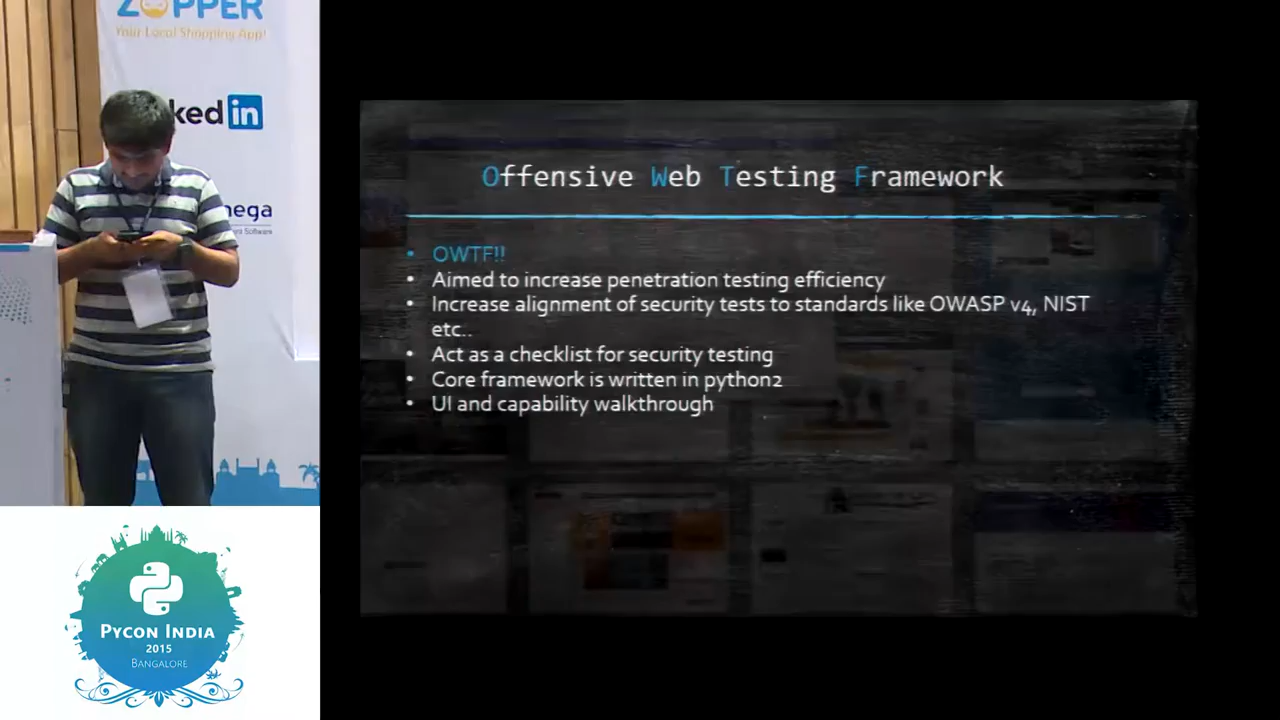 ZOPPER
Your Local Shopping App!
ked in
nega
Offensive Web Testing Framework
• OWTF!!
• Aimed to increase penetration testing efficiency
• Increase alignment of security tests to standards like OWASP v4, NIST
etc..
• Act as a checklist for security testing
• Core framework is written in python2
• UI and capability walkthrough
PYCON INDIA
2015
BANGALORE